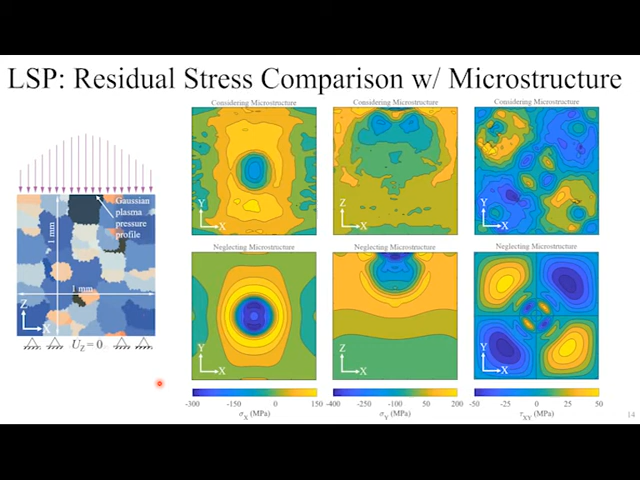 LSP: Residual Stress Comparison w/ Microstructure
Considering Microstructure
Considering Microstructure
Considering Microstructure
Gaussian
plasma
pressure
profile
1 mm
1 mm
Z
X
U_Z = 0
Y
X
Z
X
Y
X
Neglecting Microstructure
Neglecting Microstructure
Neglecting Microstructure
Y
X
Z
X
Y
X
-300 -150 0 150
σ_X (MPa)
-400 -250 -100 50 200
σ_Y (MPa)
-50 -25 0 25 50
τ_XY (MPa)
14